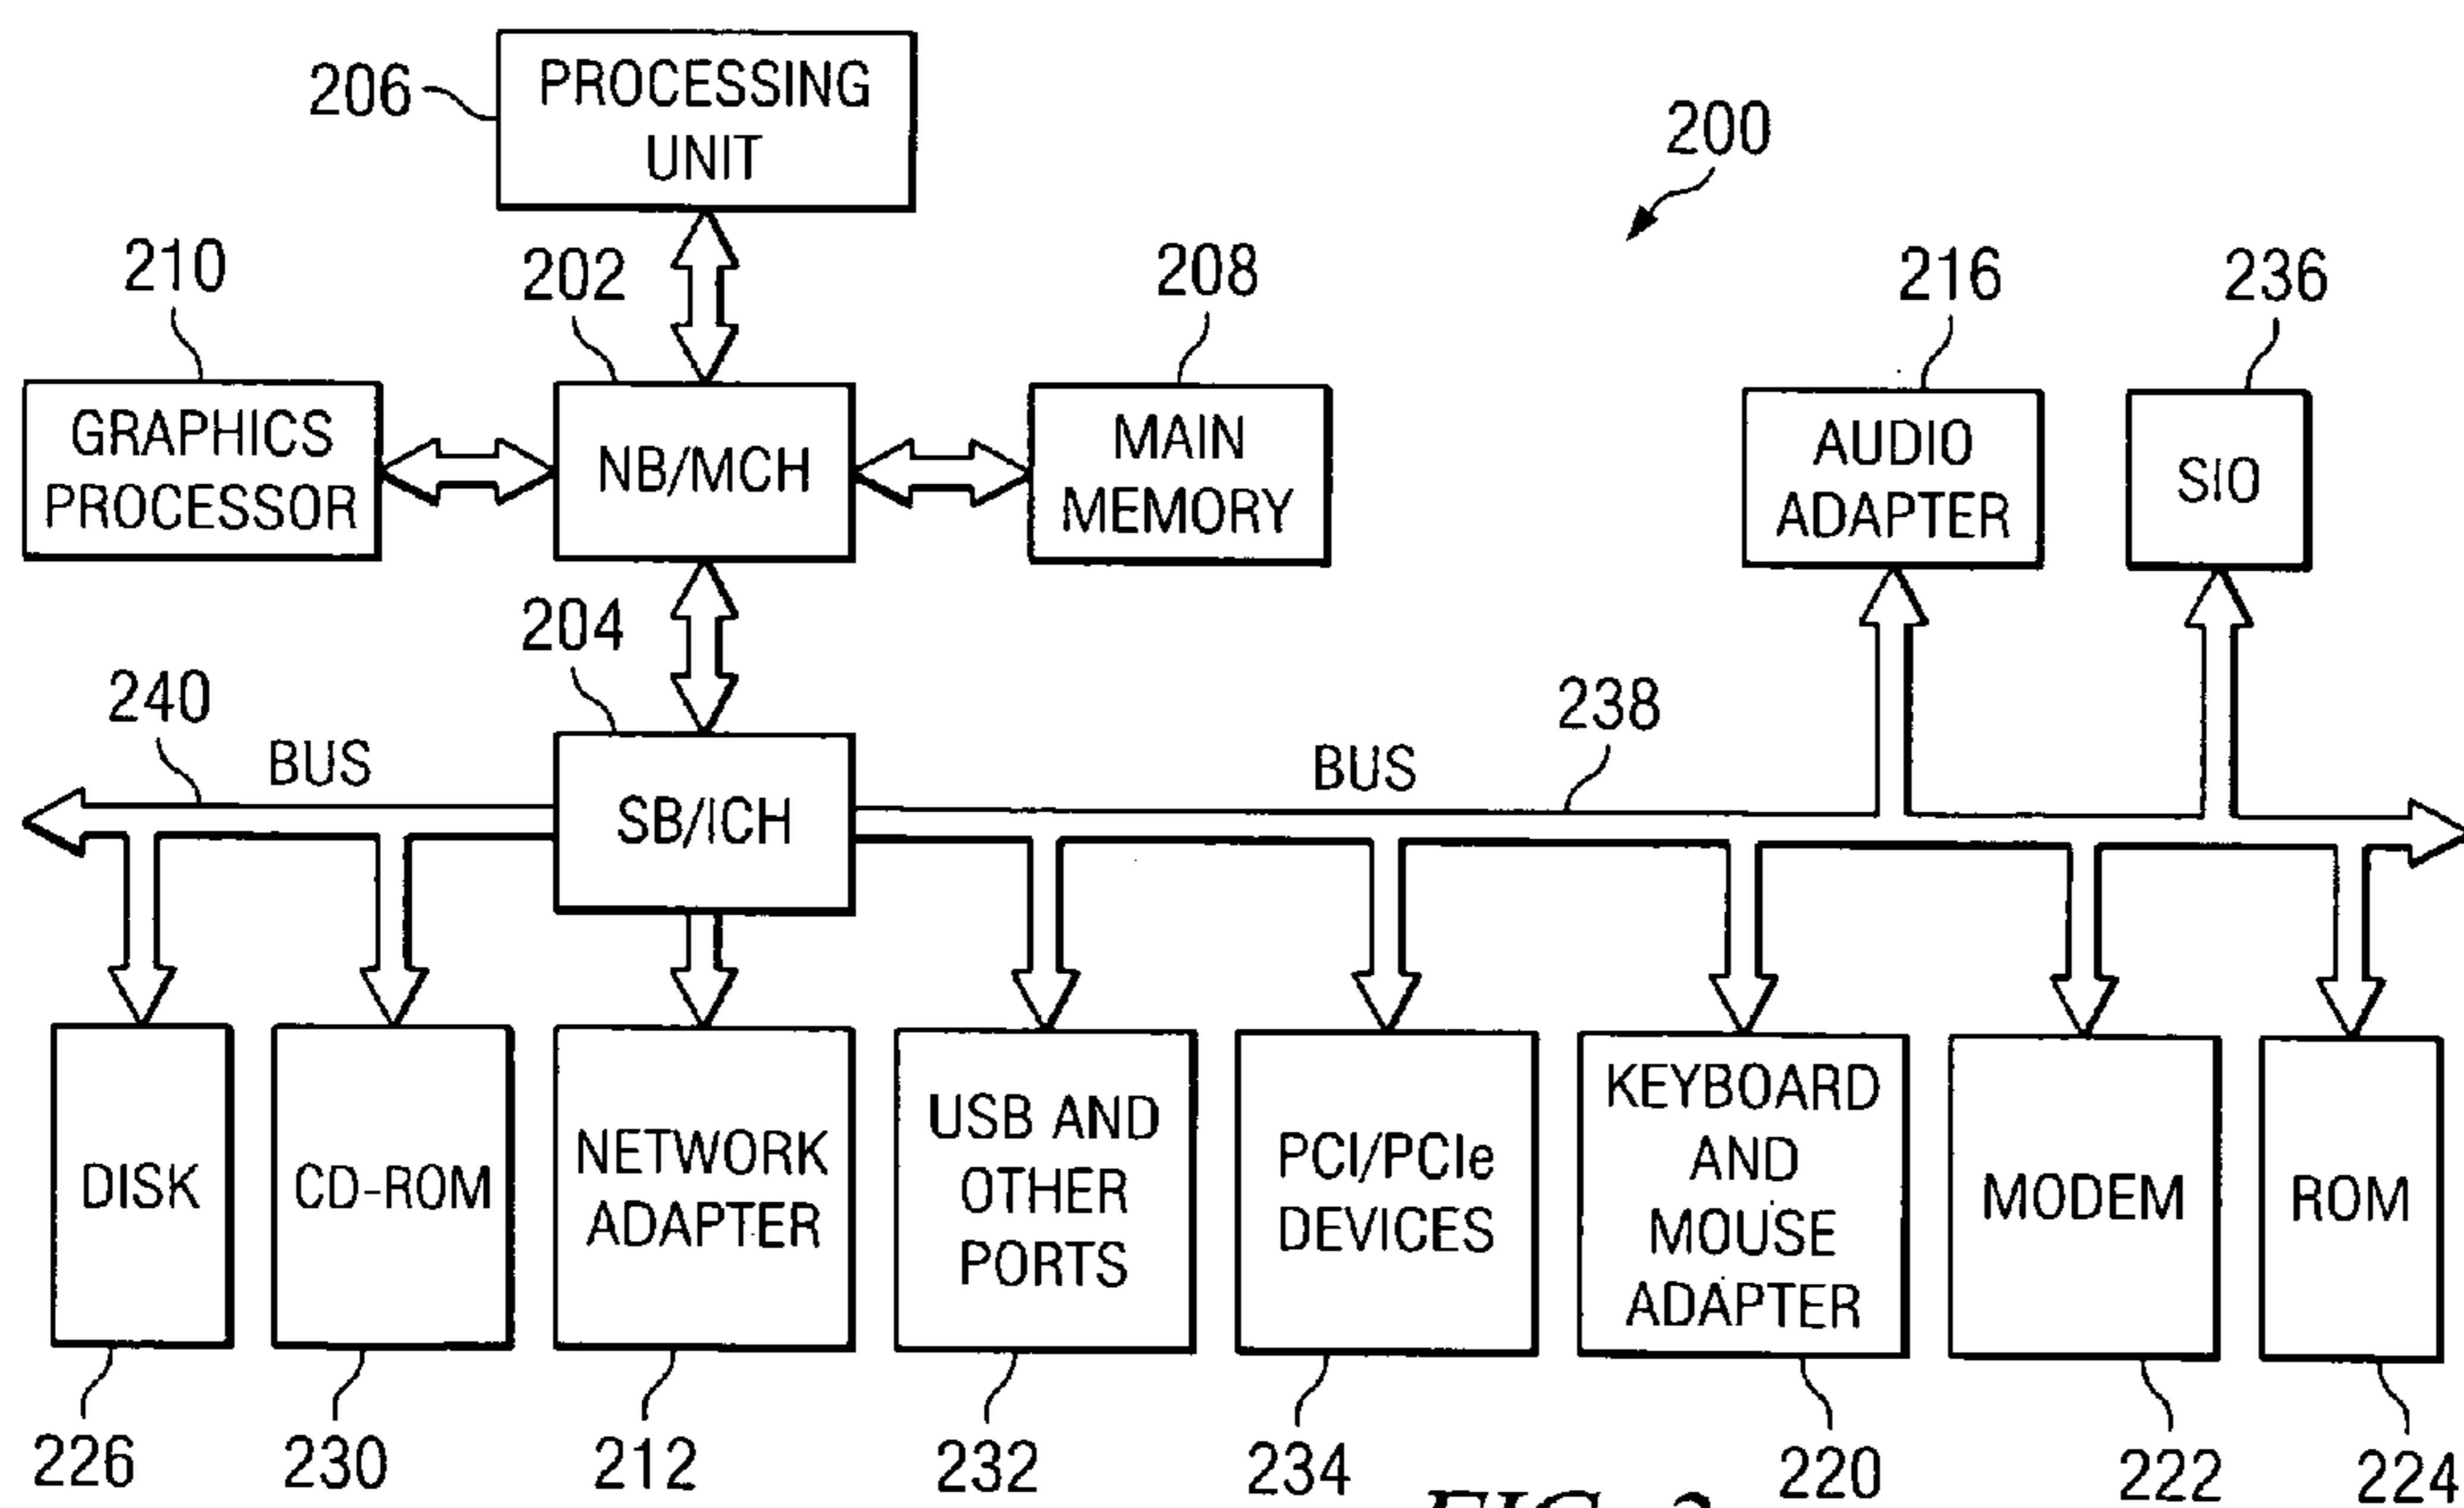 206
PROCESSING
UNIT
200
210
202
208
216
236
GRAPHICS
PROCESSOR
NB/MCH
MAIN
MEMORY
AUDIO
ADAPTER
SIO
204
240
BUS
238
BUS
SB/ICH
DISK
CD-ROM
NETWORK
ADAPTER
USB AND
OTHER
PORTS
PCI/PCIe
DEVICES
KEYBOARD
AND
MOUSE
ADAPTER
MODEM
ROM
226
230
212
232
234
220
222
224